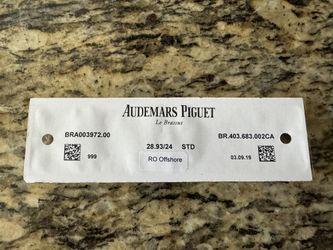 AUDEMARS PIGUET
Le Brassus
BRA003972.00
BR.403.683.002CA
28.93/24 STD
999
RO Offshore
03.09.19